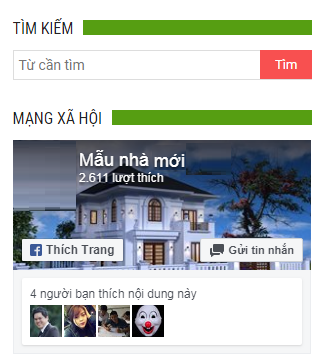 TÌM KIẾM
Từ cần tìm
Tìm
MẠNG XÃ HỘI
Mẫu nhà mới
2.611 lượt thích
Thích Trang
Gửi tin nhắn
4 người bạn thích nội dung này